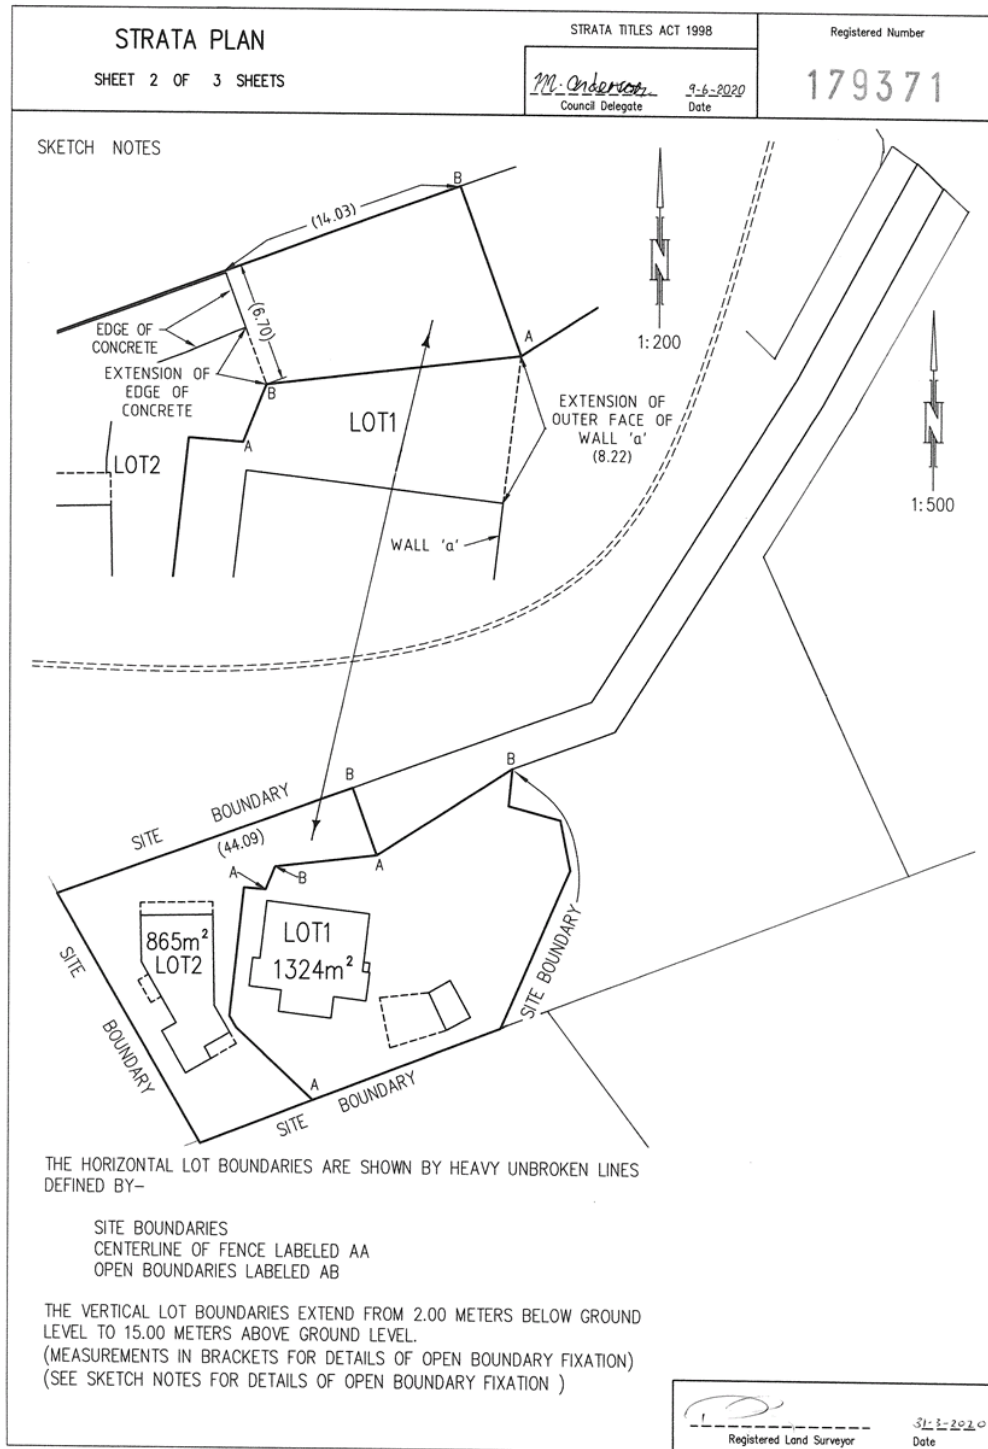 STRATA PLAN
SHEET 2 OF 3 SHEETS
STRATA TITLES ACT 1998
M. Anderson
9-6-2020
Council Delegate
Date
Registered Number
179371
SKETCH NOTES
B
(14.03)
(6.70)
EDGE OF
CONCRETE
EXTENSION OF
EDGE OF
CONCRETE
B
A
A
LOT1
LOT2
EXTENSION OF
OUTER FACE OF
WALL 'a'
(8.22)
WALL 'a'
N
1:200
N
1:500
B
B
SITE BOUNDARY
(44.09)
A
B
A
865m²
LOT2
LOT1
1324m²
SITE BOUNDARY
SITE BOUNDARY
A
SITE BOUNDARY
THE HORIZONTAL LOT BOUNDARIES ARE SHOWN BY HEAVY UNBROKEN LINES
DEFINED BY-
SITE BOUNDARIES
CENTERLINE OF FENCE LABELED AA
OPEN BOUNDARIES LABELED AB
THE VERTICAL LOT BOUNDARIES EXTEND FROM 2.00 METERS BELOW GROUND
LEVEL TO 15.00 METERS ABOVE GROUND LEVEL.
(MEASUREMENTS IN BRACKETS FOR DETAILS OF OPEN BOUNDARY FIXATION)
(SEE SKETCH NOTES FOR DETAILS OF OPEN BOUNDARY FIXATION )
31-3-2020
Registered Land Surveyor
Date